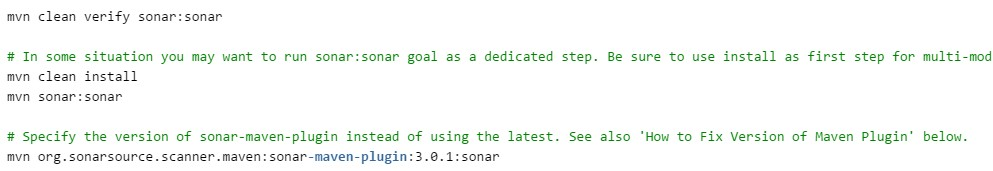 mvn clean verify sonar:sonar
# In some situation you may want to run sonar:sonar goal as a dedicated step. Be sure to use install as first step for multi-mod
mvn clean install
mvn sonar:sonar
# Specify the version of sonar-maven-plugin instead of using the latest. See also 'How to Fix Version of Maven Plugin' below.
mvn org.sonarsource.scanner.maven:sonar-maven-plugin:3.0.1:sonar